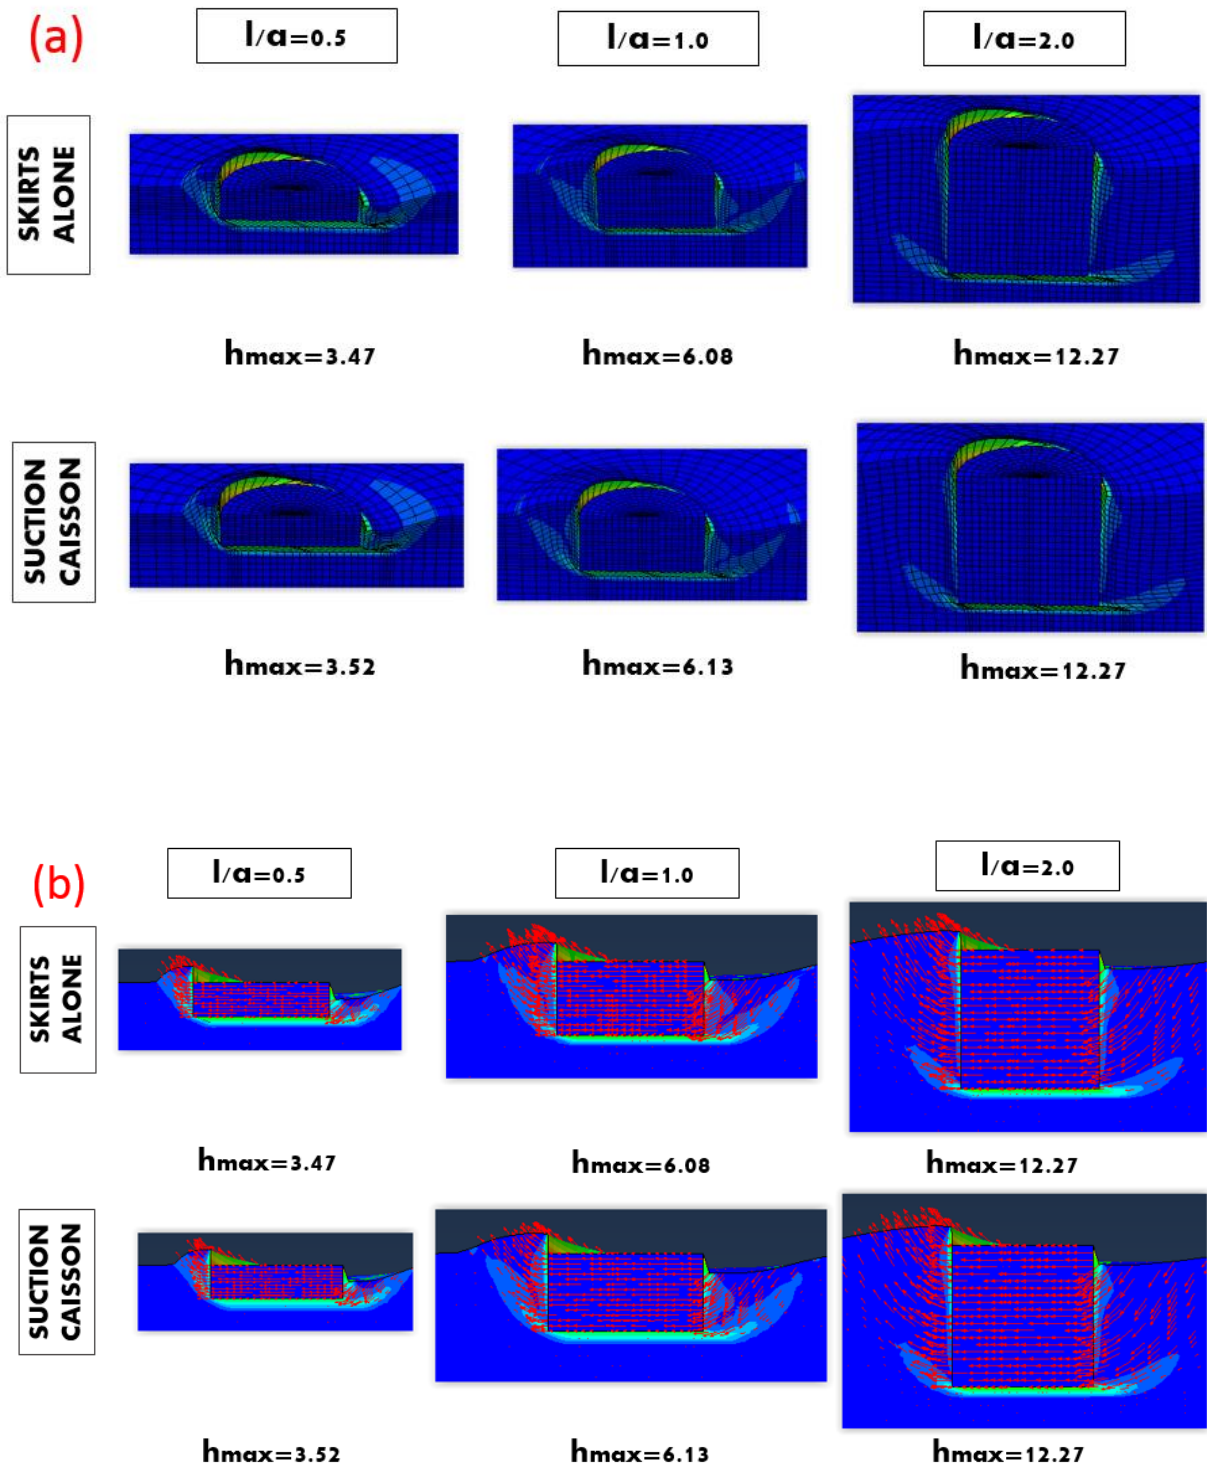 (a)
l/a=0.5
l/a=1.0
l/a=2.0
SKIRTS
ALONE
hmax=3.47
hmax=6.08
hmax=12.27
SUCTION
CAISSON
hmax=3.52
hmax=6.13
hmax=12.27
(b)
l/a=0.5
l/a=1.0
l/a=2.0
SKIRTS
ALONE
hmax=3.47
hmax=6.08
hmax=12.27
SUCTION
CAISSON
hmax=3.52
hmax=6.13
hmax=12.27